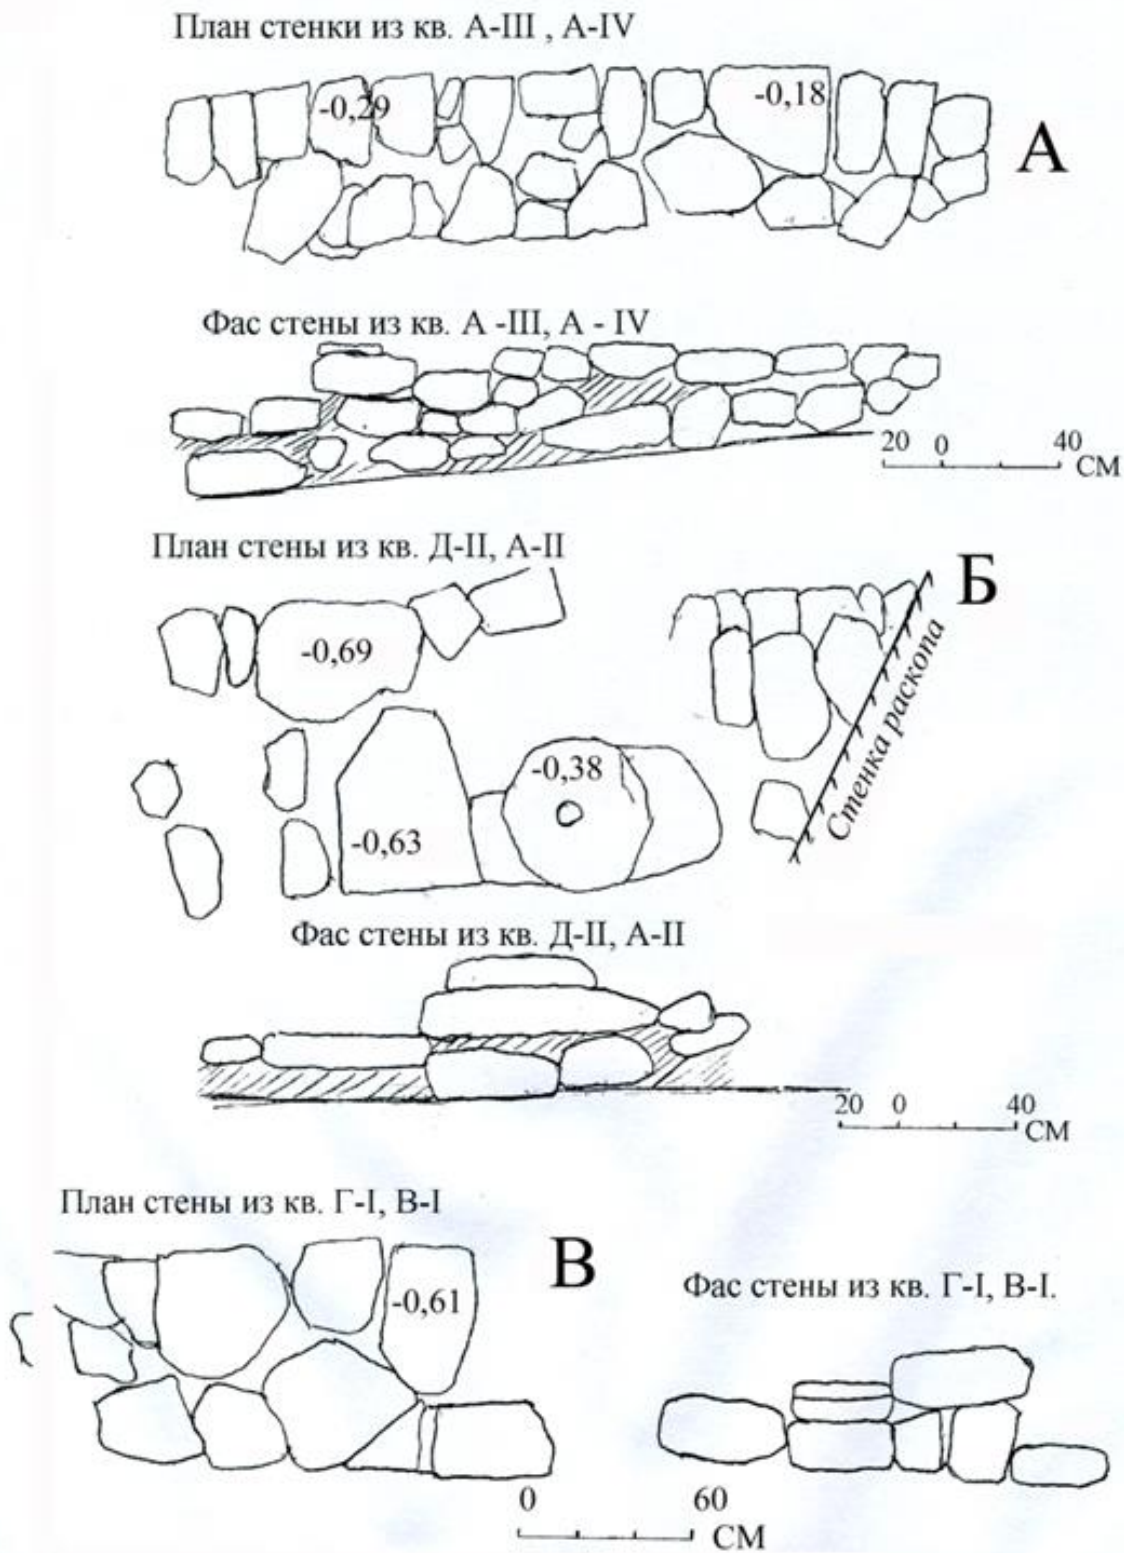 План стенки из кв. А-III , А-IV
-0,29
-0,18
А
Фас стены из кв. А -III, А - IV
20 0 40
СМ
План стены из кв. Д-II, А-II
Б
-0,69
-0,38
-0,63
Стенка раскопа
Фас стены из кв. Д-II, А-II
20 0 40
СМ
План стены из кв. Г-I, В-I
В
-0,61
Фас стены из кв. Г-I, В-I.
0 60
СМ